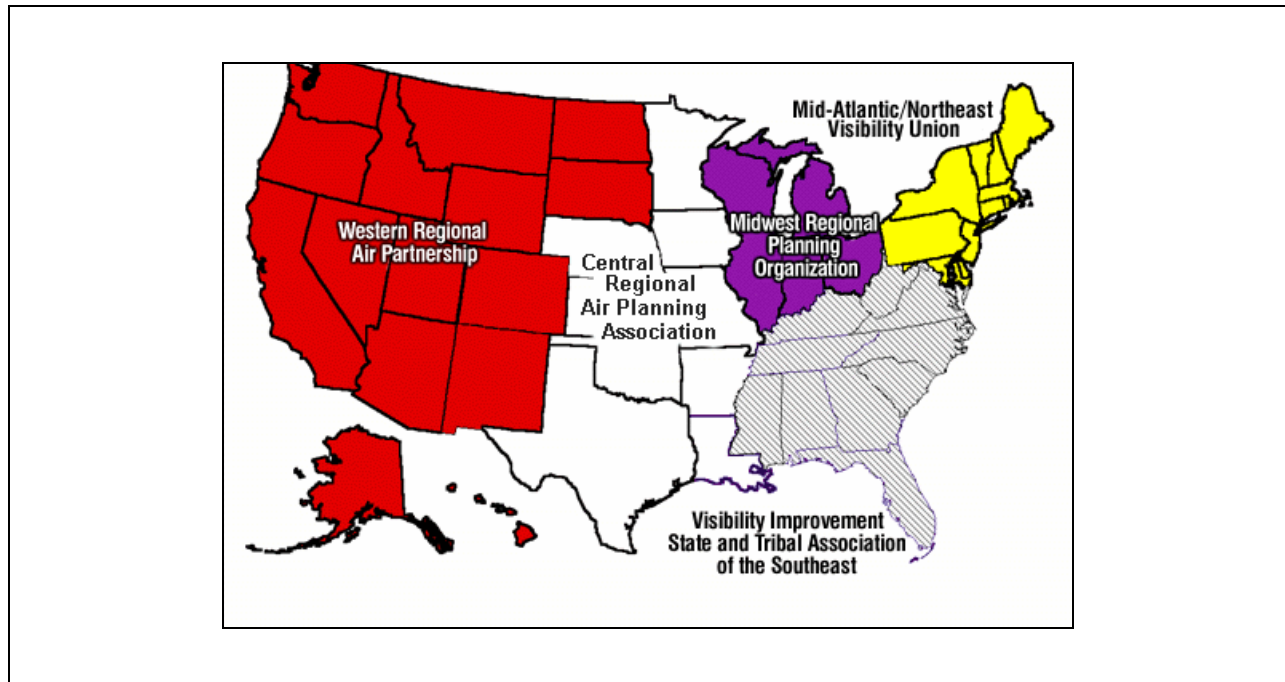 Mid-Atlantic/Northeast
Visibility Union
Western Regional
Air Partnership
Midwest Regional
Planning
Organization
Central
Regional
Air Planning
Association
Visibility Improvement
State and Tribal Association
of the Southeast